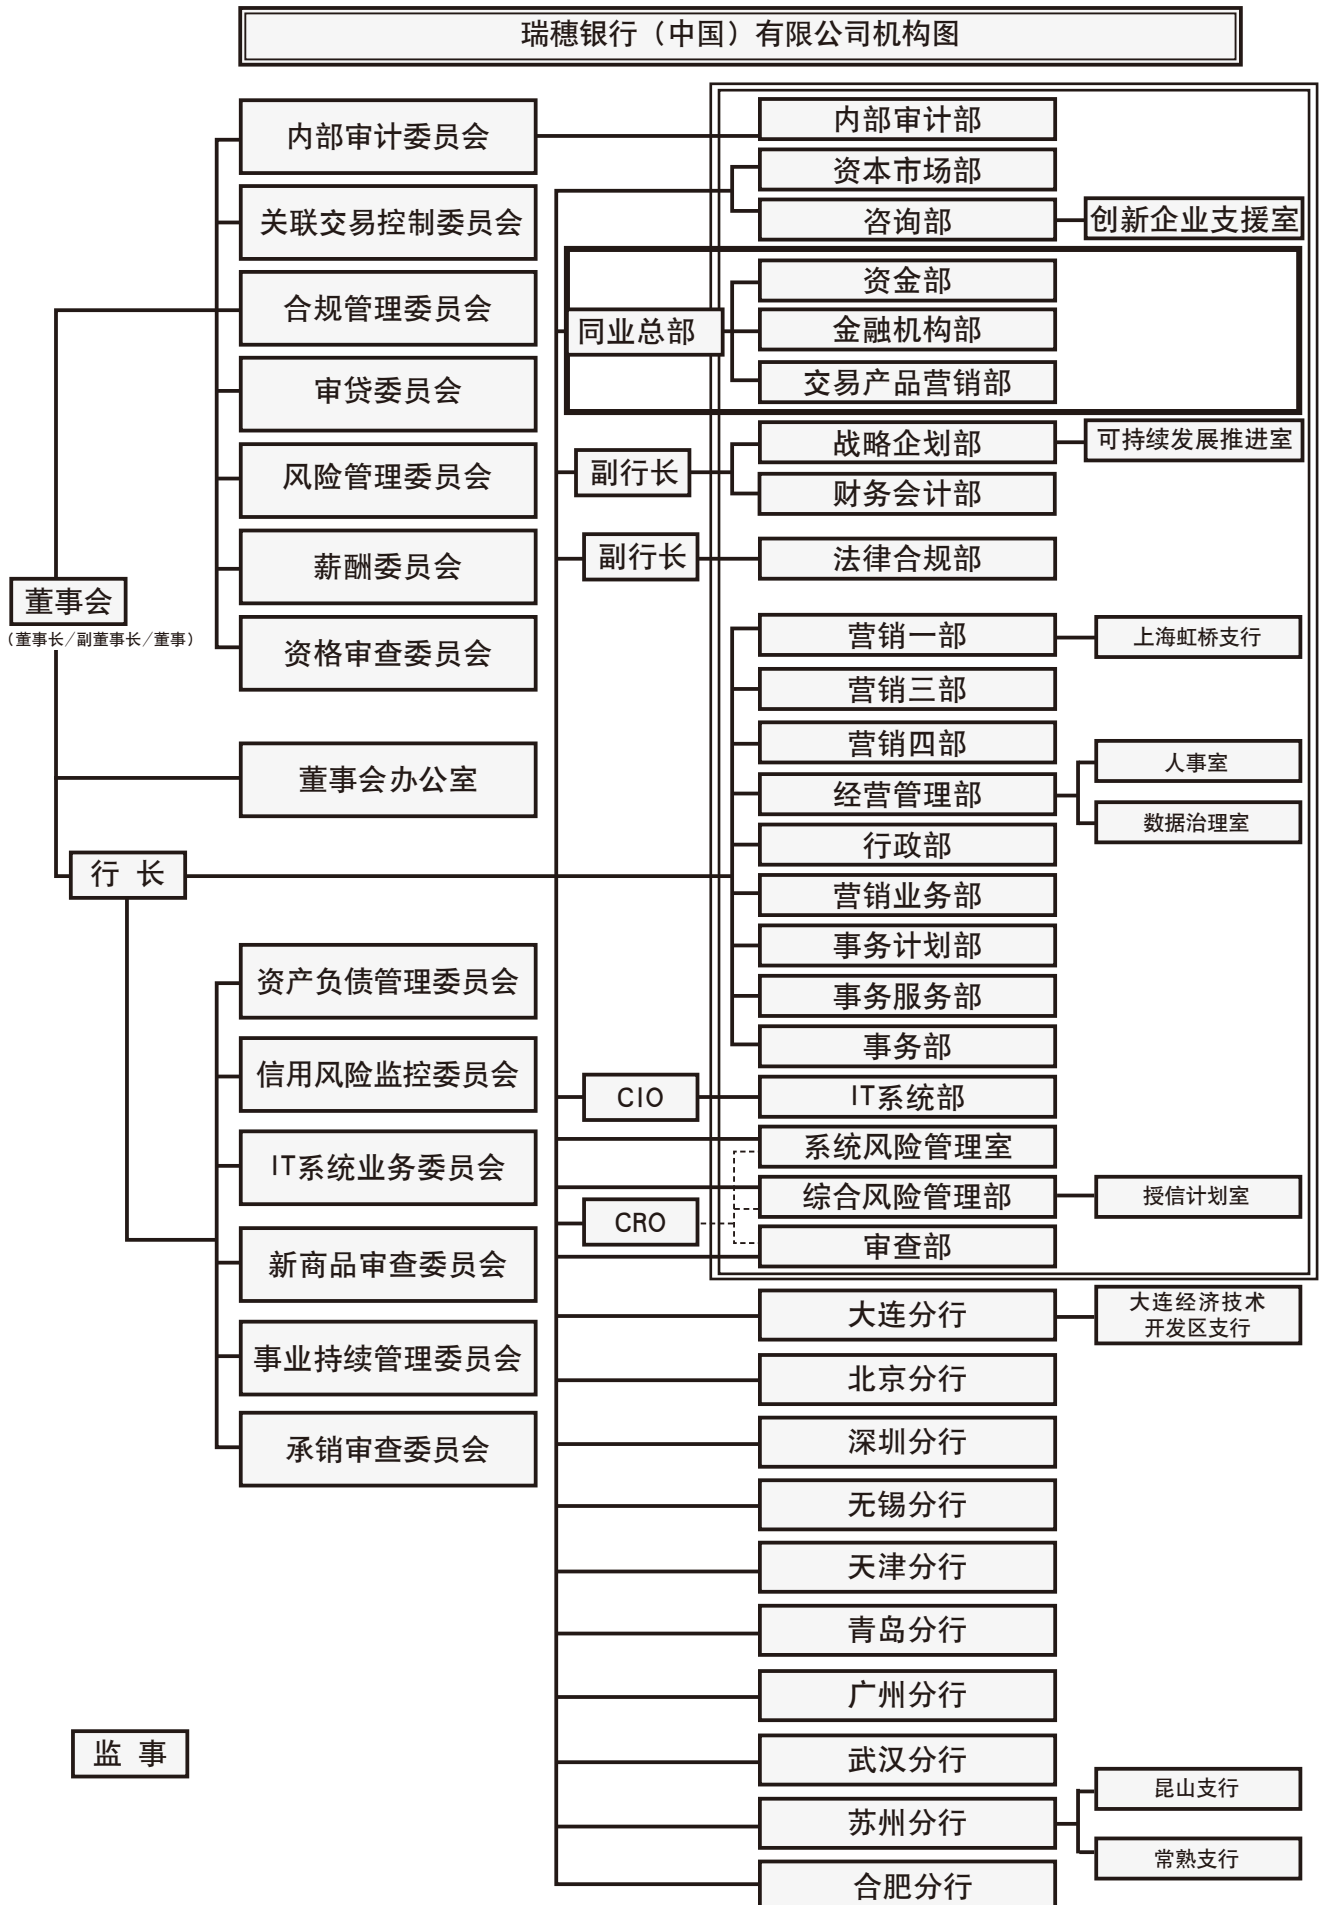 瑞穗银行（中国）有限公司机构图
内部审计委员会
关联交易控制委员会
合规管理委员会
审贷委员会
风险管理委员会
薪酬委员会
资格审查委员会
董事会
（董事长/副董事长/董事）
董事会办公室
行 长
资产负债管理委员会
信用风险监控委员会
IT系统业务委员会
新商品审查委员会
事业持续管理委员会
承销审查委员会
监 事
内部审计部
资本市场部
咨询部
创新企业支援室
同业总部
资金部
金融机构部
交易产品营销部
副行长
战略企划部
可持续发展推进室
财务会计部
副行长
法律合规部
营销一部
上海虹桥支行
营销三部
营销四部
经营管理部
人事室
数据治理室
行政部
营销业务部
事务计划部
事务服务部
事务部
CIO
IT系统部
系统风险管理室
综合风险管理部
授信计划室
CRO
审查部
大连分行
大连经济技术
开发区支行
北京分行
深圳分行
无锡分行
天津分行
青岛分行
广州分行
武汉分行
苏州分行
昆山支行
常熟支行
合肥分行